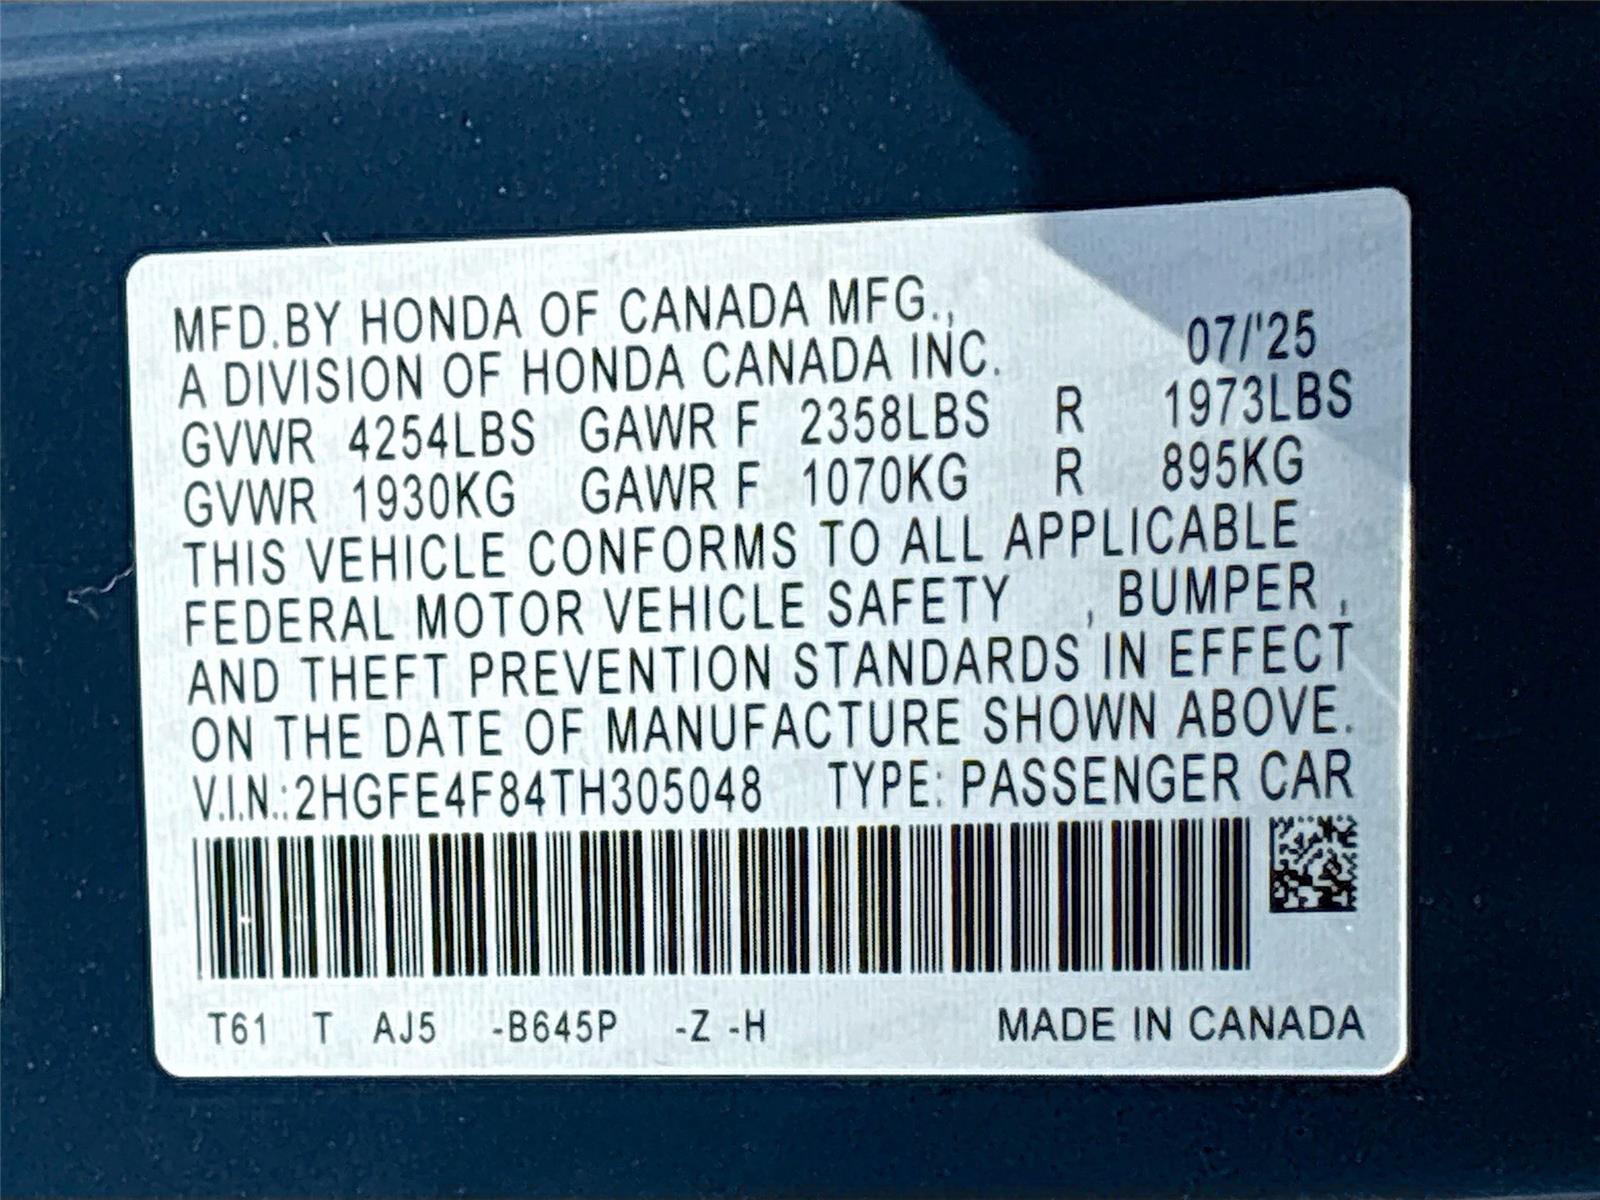 MFD.BY HONDA OF CANADA MFG.,
A DIVISION OF HONDA CANADA INC. 07/'25
GVWR 4254LBS GAWR F 2358LBS R 1973LBS
GVWR 1930KG GAWR F 1070KG R 895KG
THIS VEHICLE CONFORMS TO ALL APPLICABLE
FEDERAL MOTOR VEHICLE SAFETY , BUMPER ,
AND THEFT PREVENTION STANDARDS IN EFFECT
ON THE DATE OF MANUFACTURE SHOWN ABOVE.
V.I.N.:2HGFE4F84TH305048 TYPE: PASSENGER CAR
T61 T AJ5 -B645P -Z -H MADE IN CANADA